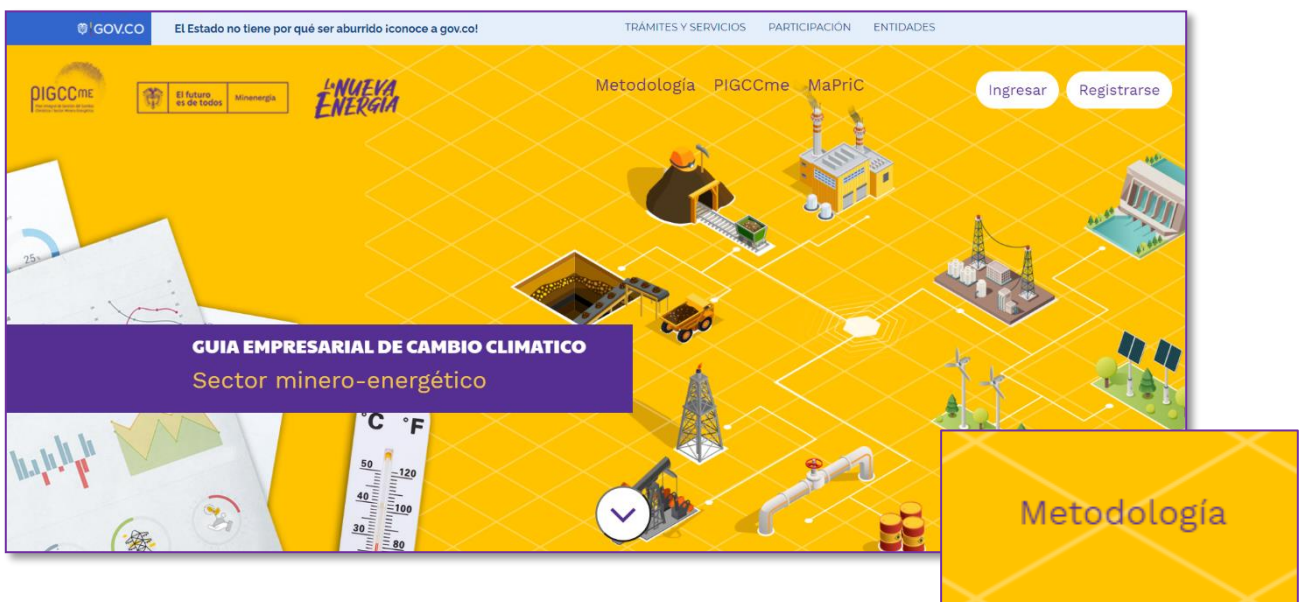 GOV.CO
El Estado no tiene por qué ser aburrido ¡conoce a gov.co!
TRÁMITES Y SERVICIOS PARTICIPACIÓN ENTIDADES
PIGCCme
El futuro
es de todos
Minenergía
La NUEVA
ENERGÍA
Metodología PIGCCme MaPriC
Ingresar
Registrarse
25
GUIA EMPRESARIAL DE CAMBIO CLIMATICO
Sector minero-energético
°C °F
50 120
40 100
30 80
Metodología